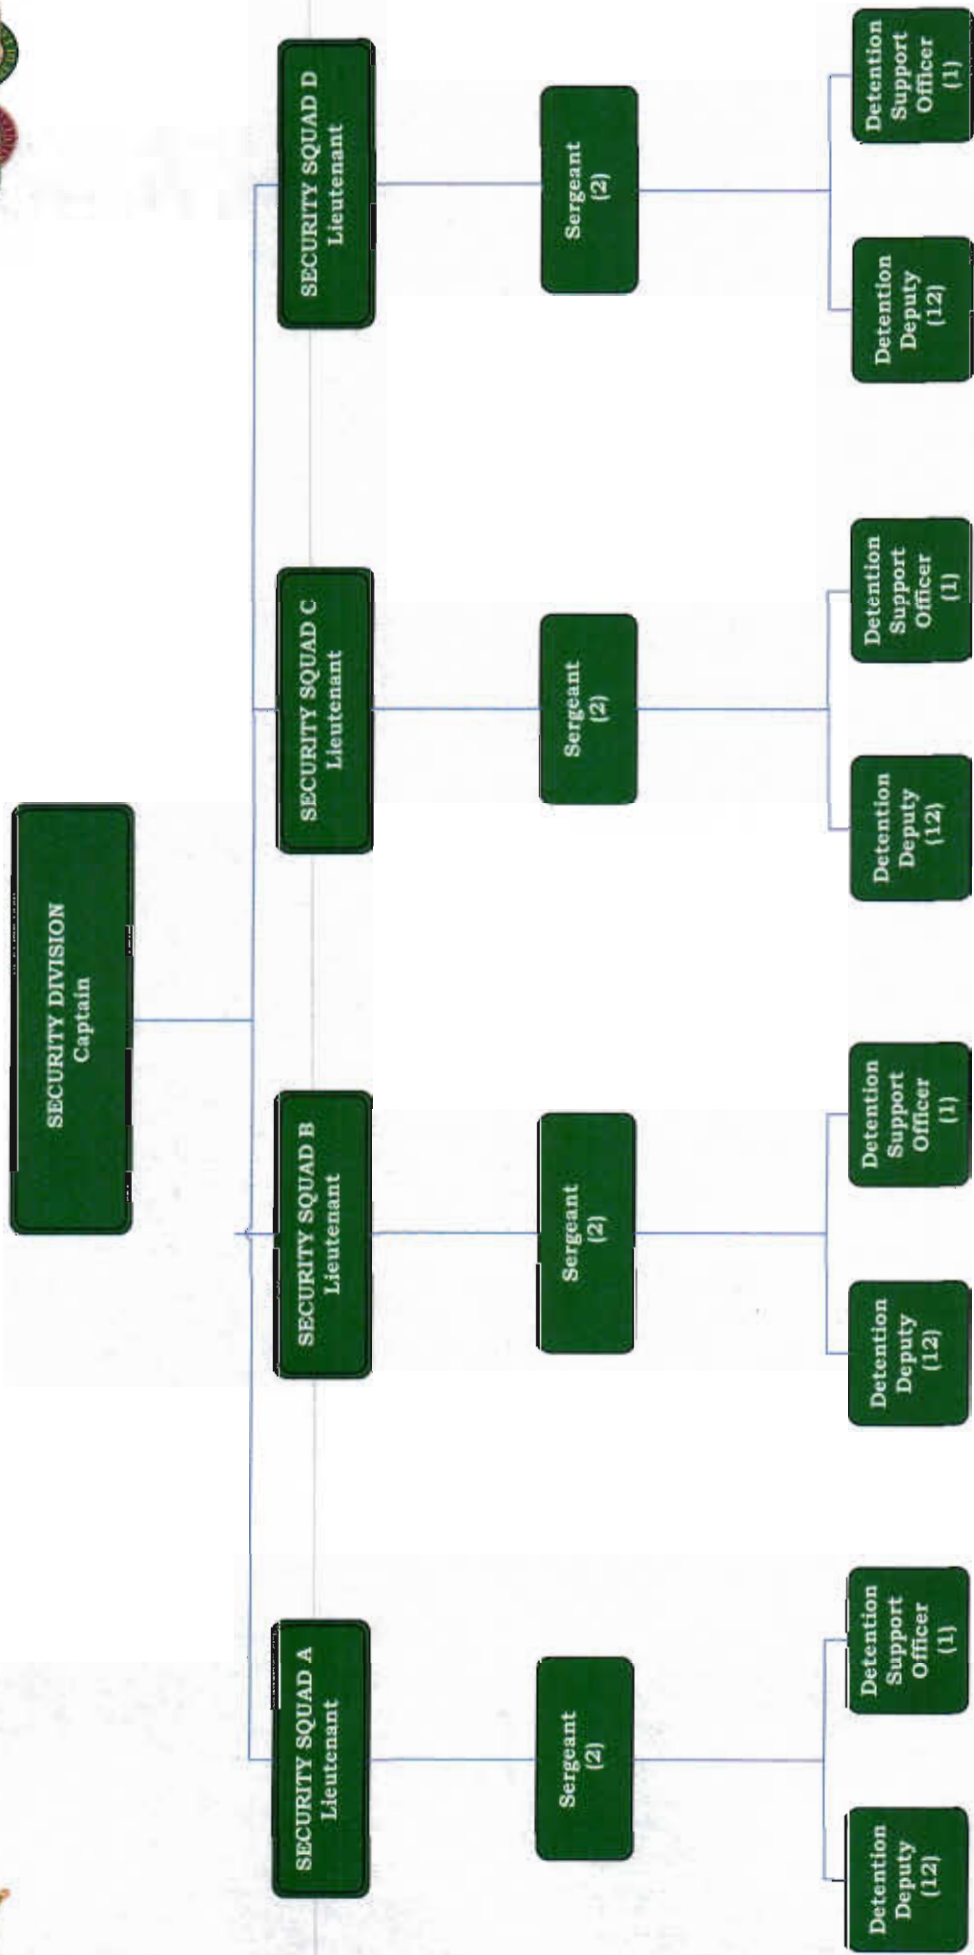 SECURITY DIVISION
Captain
SECURITY SQUAD A
Lieutenant
SECURITY SQUAD B
Lieutenant
SECURITY SQUAD C
Lieutenant
SECURITY SQUAD D
Lieutenant
Sergeant
(2)
Sergeant
(2)
Sergeant
(2)
Sergeant
(2)
Detention
Deputy
(12)
Detention
Support
Officer
(1)
Detention
Deputy
(12)
Detention
Support
Officer
(1)
Detention
Deputy
(12)
Detention
Support
Officer
(1)
Detention
Deputy
(12)
Detention
Support
Officer
(1)